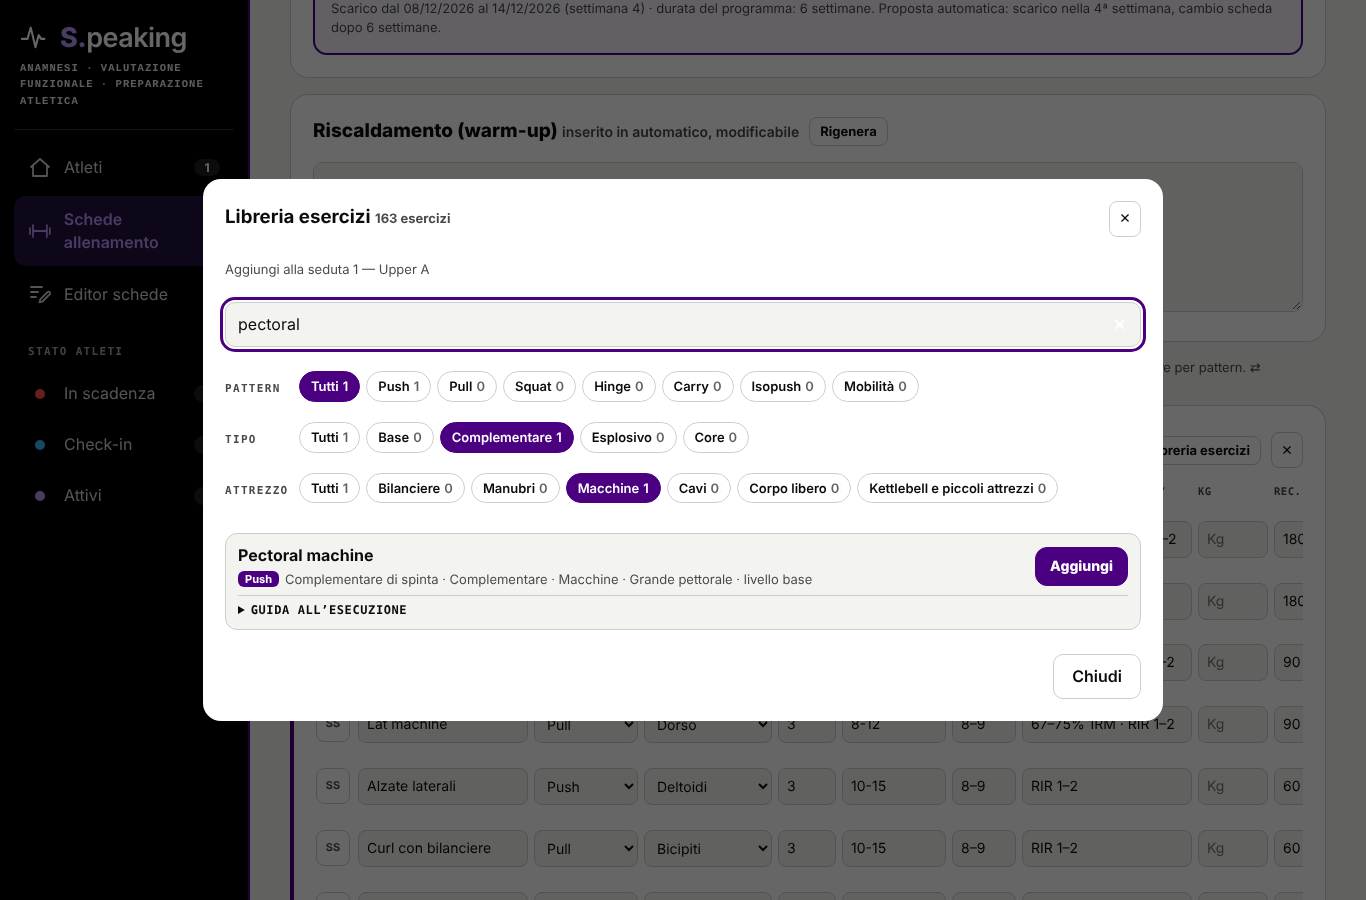 S.peaking
ANAMNESI · VALUTAZIONE
FUNZIONALE · PREPARAZIONE
ATLETICA
Atleti 1
Schede
allenamento
Editor schede
STATO ATLETI
In scadenza
Check-in
Attivi
Scarico dal 08/12/2026 al 14/12/2026 (settimana 4) · durata del programma: 6 settimane. Proposta automatica: scarico nella 4ª settimana, cambio scheda
dopo 6 settimane.
Riscaldamento (warm-up) inserito in automatico, modificabile Rigenera
Libreria esercizi 163 esercizi ×
Aggiungi alla seduta 1 — Upper A
pectoral
PATTERN Tutti 1 Push 1 Pull 0 Squat 0 Hinge 0 Carry 0 Isopush 0 Mobilità 0
TIPO Tutti 1 Base 0 Complementare 1 Esplosivo 0 Core 0
ATTREZZO Tutti 1 Bilanciere 0 Manubri 0 Macchine 1 Cavi 0 Corpo libero 0 Kettlebell e piccoli attrezzi 0
Pectoral machine
Push Complementare di spinta · Complementare · Macchine · Grande pettorale · livello base
Aggiungi
GUIDA ALL'ESECUZIONE
Chiudi
per pattern. ⇄
esercizi ×
KG REC.
Kg 180
Kg 180
Kg 90
SS Lat machine Pull Dorso 3 8-12 8–9 67–75% 1RM · RIR 1–2 Kg 90
SS Alzate laterali Push Deltoidi 3 10-15 8–9 RIR 1–2 Kg 60
SS Curl con bilanciere Pull Bicipiti 3 10-15 8–9 RIR 1–2 Kg 60